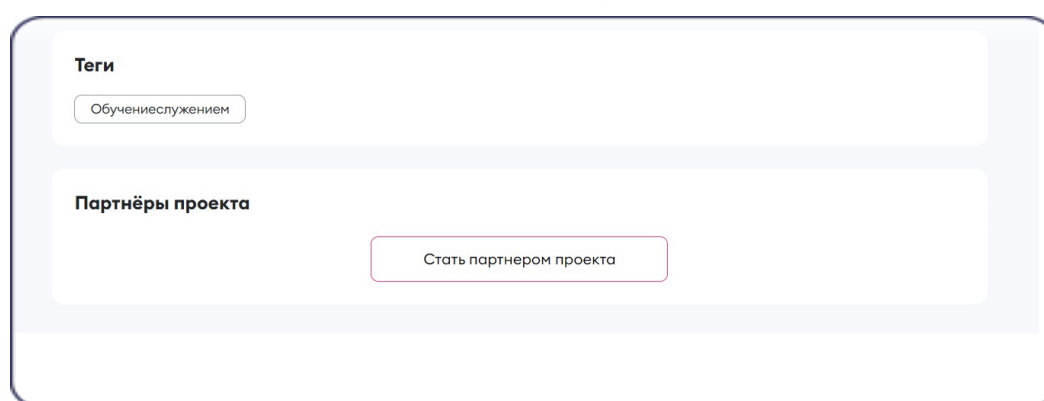 Теги
Обучениеслужением
Партнёры проекта
Стать партнером проекта